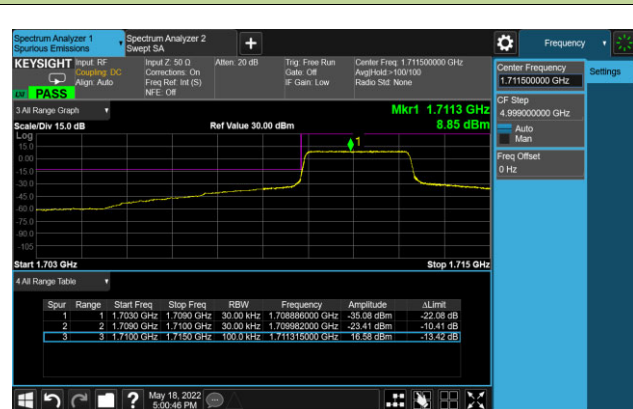 Spectrum Analyzer 1
Spurious Emissions
Spectrum Analyzer 2
Swept SA
Frequency
KEYSIGHT
Input: RF
Coupling: DC
Align: Auto
Input Z: 50 Ω
Corrections: On
Freq Ref: Int (S)
NFE: Off
Atten: 20 dB
Trig: Free Run
Gate: Off
IF Gain: Low
Center Freq: 1.711500000 GHz
Avg|Hold:>100/100
Radio Std: None
PASS
Center Frequency
1.711500000 GHz
Settings
CF Step
4.999000000 GHz
Auto
Man
Freq Offset
0 Hz
3 All Range Graph
Mkr1 1.7113 GHz
Scale/Div 15.0 dB
Ref Value 30.00 dBm
8.85 dBm
Log
15.0
0.00
-15.0
-30.0
-45.0
-60.0
-75.0
-90.0
-105
1
Start 1.703 GHz
Stop 1.715 GHz
4 All Range Table
Spur Range Start Freq Stop Freq RBW Frequency Amplitude ΔLimit
1 1 1.7030 GHz 1.7090 GHz 30.00 kHz 1.708886000 GHz -35.08 dBm -22.08 dB
2 2 1.7090 GHz 1.7100 GHz 30.00 kHz 1.709982000 GHz -23.41 dBm -10.41 dB
3 3 1.7100 GHz 1.7150 GHz 100.0 kHz 1.711315000 GHz 16.58 dBm -13.42 dB
?
May 18, 2022
5:00:46 PM